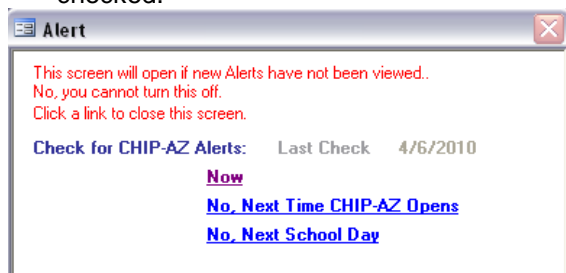 checked.
Alert
This screen will open if new Alerts have not been viewed..
No, you cannot turn this off.
Click a link to close this screen.
Check for CHIP-AZ Alerts: Last Check 4/6/2010
Now
No, Next Time CHIP-AZ Opens
No, Next School Day